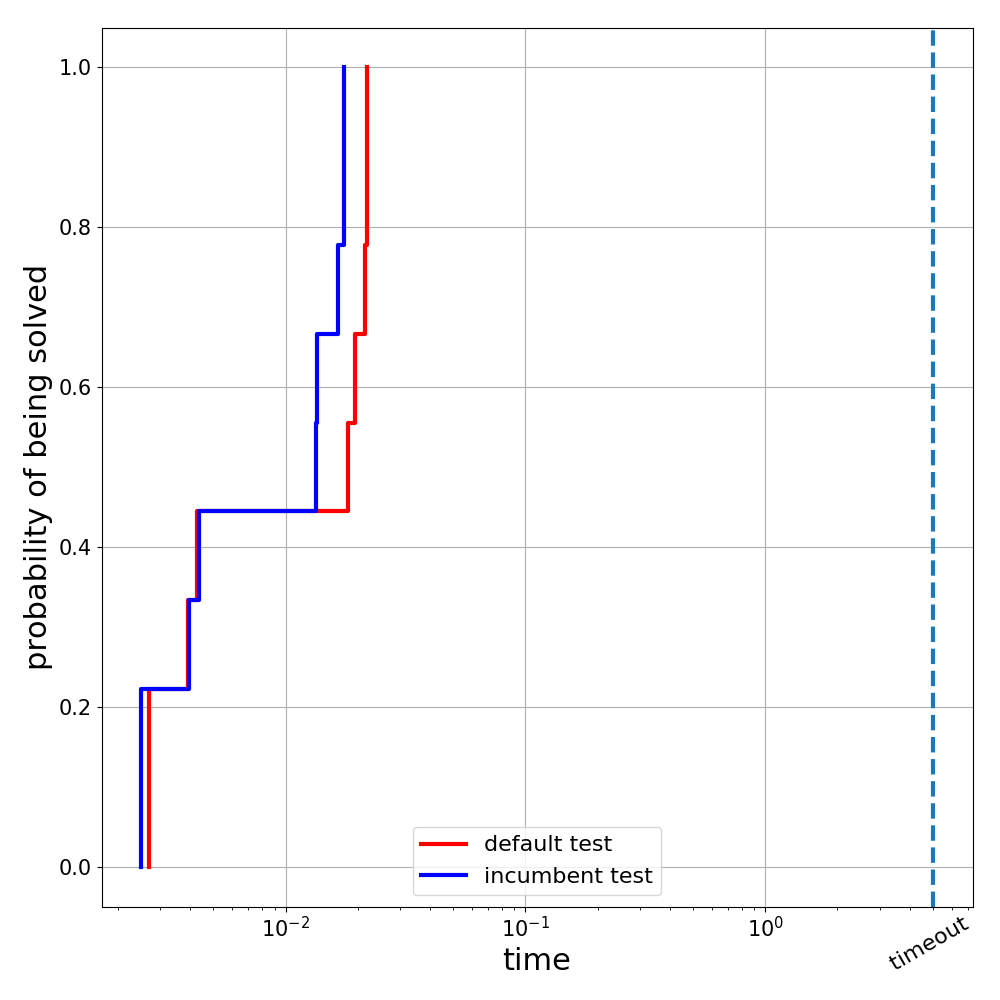 probability of being solved
1.0
0.8
0.6
0.4
0.2
0.0
default test
incumbent test
10⁻²
10⁻¹
10⁰
timeout
time